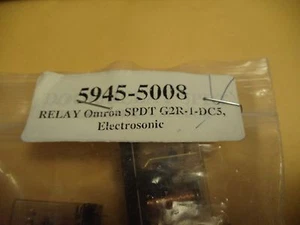 5945-5008
RELAY Omron SPDT G2R-1-DC5,
Electrosonic